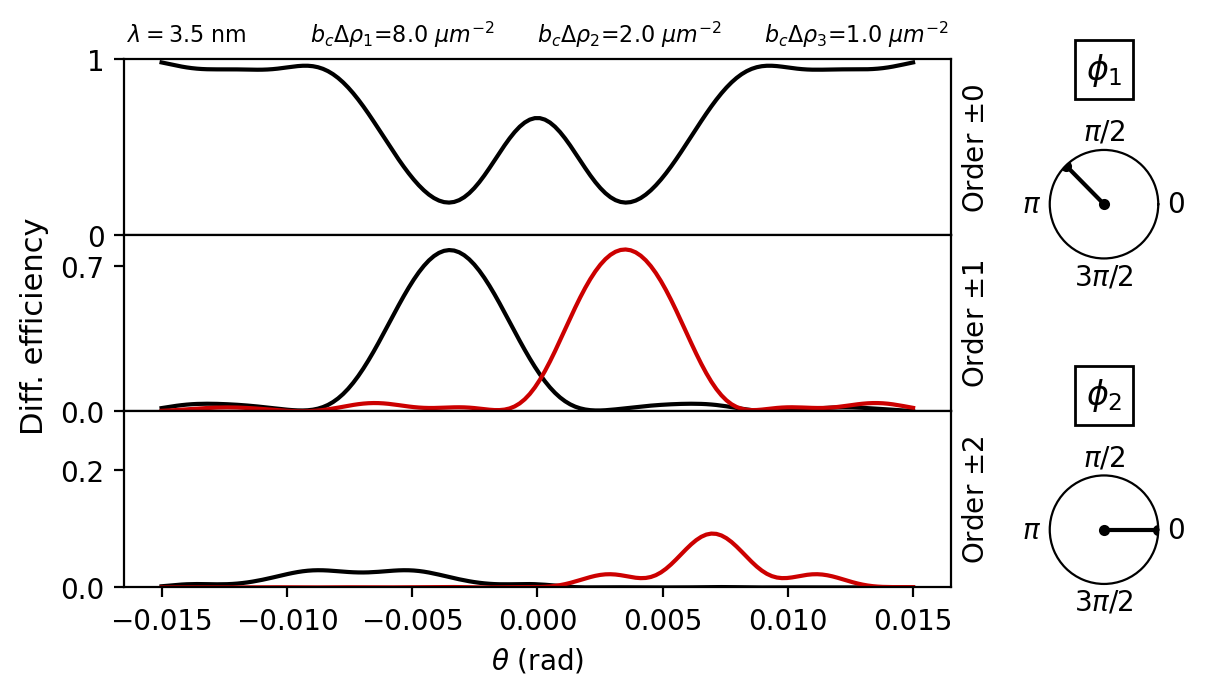 λ = 3.5 nm b_cΔρ_1=8.0 μm^{-2} b_cΔρ_2=2.0 μm^{-2} b_cΔρ_3=1.0 μm^{-2}
Diff. efficiency
1
0
Order ±0
0.7
0.0
Order ±1
0.2
0.0
Order ±2
−0.015 −0.010 −0.005 0.000 0.005 0.010 0.015
θ (rad)
ϕ_1
π/2
π 0
3π/2
ϕ_2
π/2
π 0
3π/2